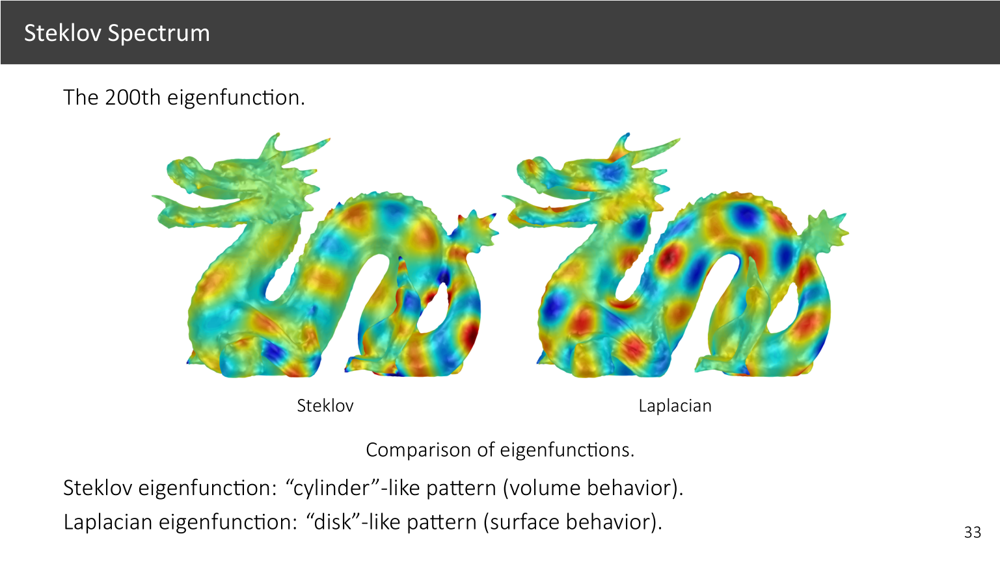 Steklov Spectrum
The 200th eigenfunction.
Steklov
Laplacian
Comparison of eigenfunctions.
Steklov eigenfunction: “cylinder”-like pattern (volume behavior).
Laplacian eigenfunction: “disk”-like pattern (surface behavior).
33